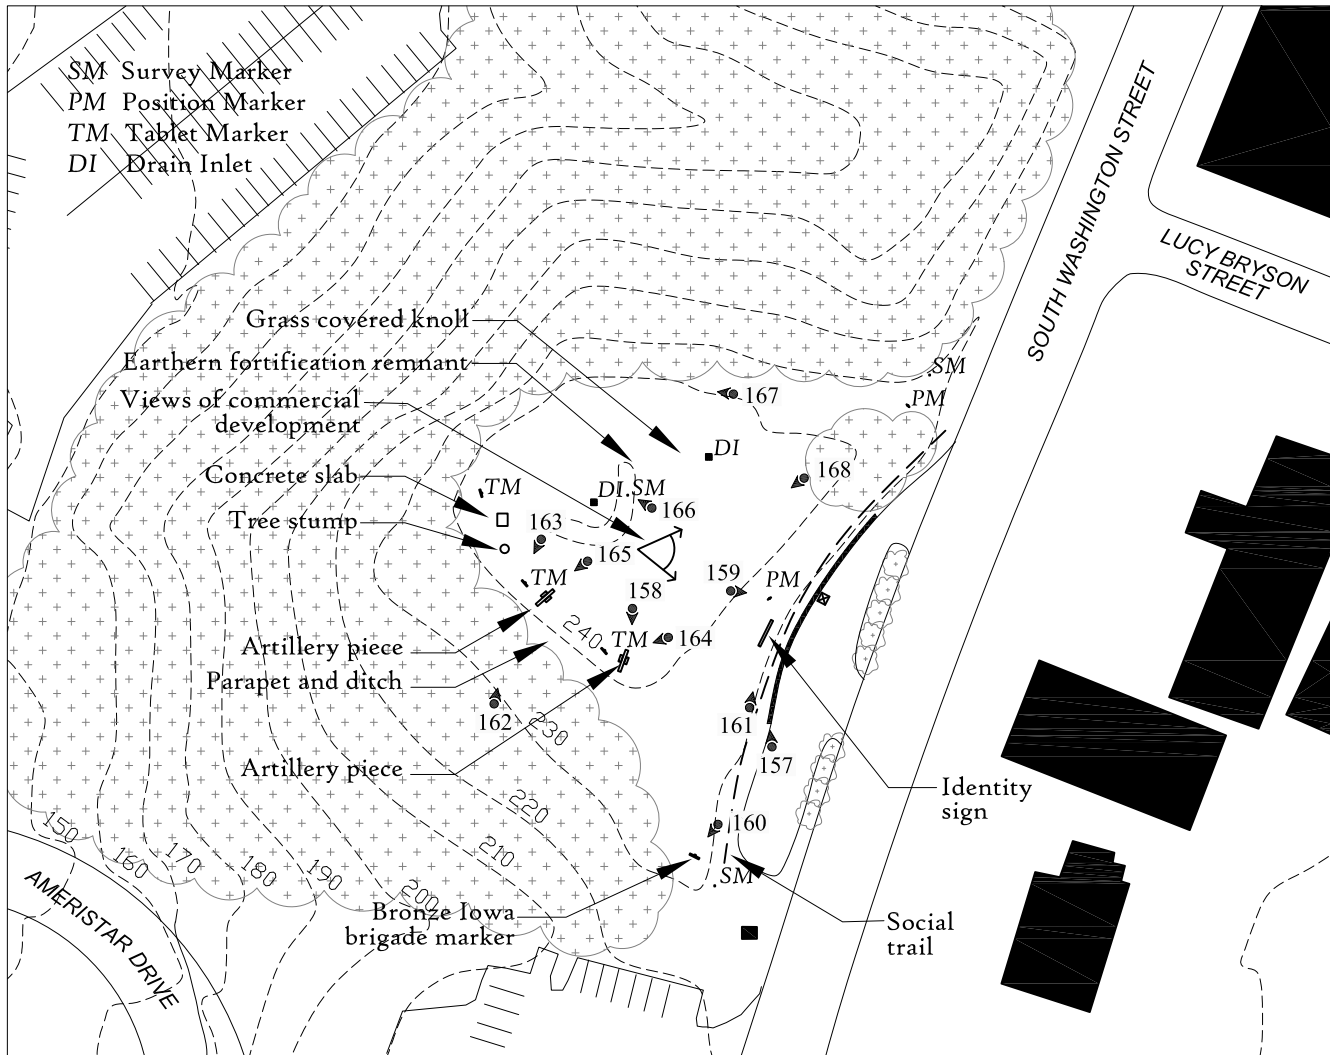 SM Survey Marker
PM Position Marker
TM Tablet Marker
DI Drain Inlet
SOUTH WASHINGTON STREET
LUCY BRYSON
STREET
Grass covered knoll
Earthern fortification remnant
Views of commercial
development
Concrete slab
Tree stump
SM
PM
167
DI
168
TM
DI
SM
166
163
165
TM
158
159
PM
240
TM
164
Artillery piece
Parapet and ditch
162
230
161
157
Artillery piece
Identity
sign
220
160
210
150
160
170
180
190
200
SM
AMERISTAR DRIVE
Bronze Iowa
brigade marker
Social
trail